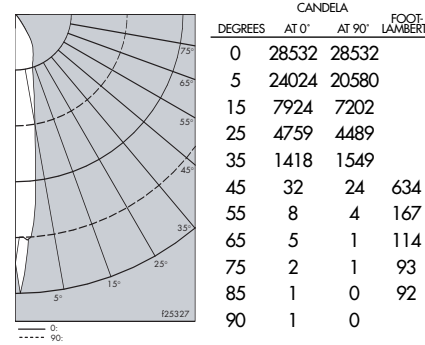 75°
65°
55°
45°
35°
25°
15°
5°
f25327
0:
90:
CANDELA
DEGREES AT 0° AT 90° FOOT-LAMBERT
0 28532 28532
5 24024 20580
15 7924 7202
25 4759 4489
35 1418 1549
45 32 24 634
55 8 4 167
65 5 1 114
75 2 1 93
85 1 0 92
90 1 0